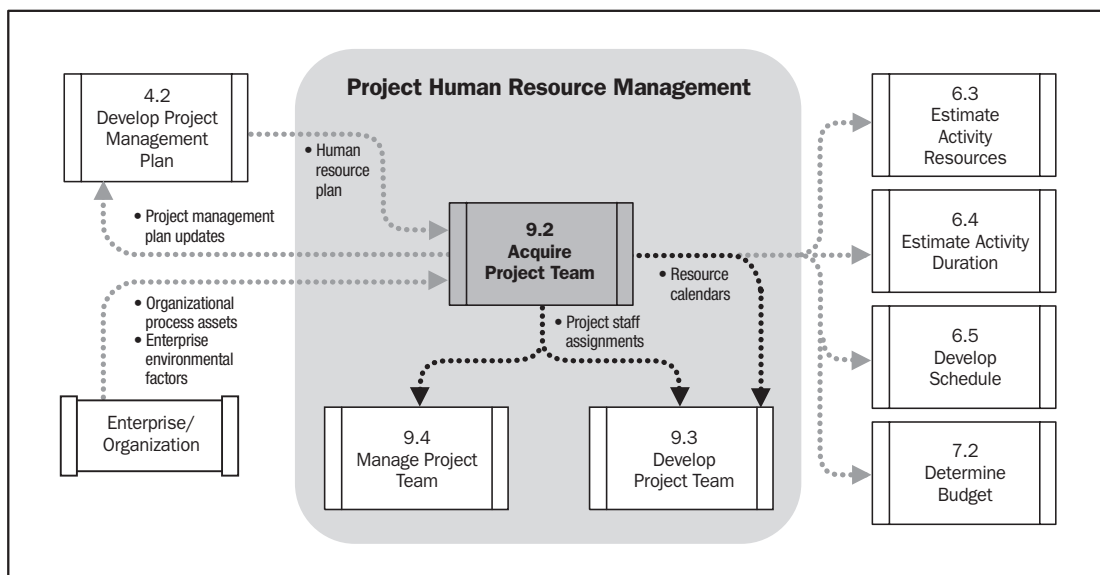 Project Human Resource Management
4.2
Develop Project
Management
Plan
• Human
resource
plan
• Project management
plan updates
9.2
Acquire
Project Team
• Organizational
process assets
• Enterprise
environmental
factors
Enterprise/
Organization
• Resource
calendars
• Project staff
assignments
9.4
Manage Project
Team
9.3
Develop
Project Team
6.3
Estimate
Activity
Resources
6.4
Estimate Activity
Duration
6.5
Develop
Schedule
7.2
Determine
Budget